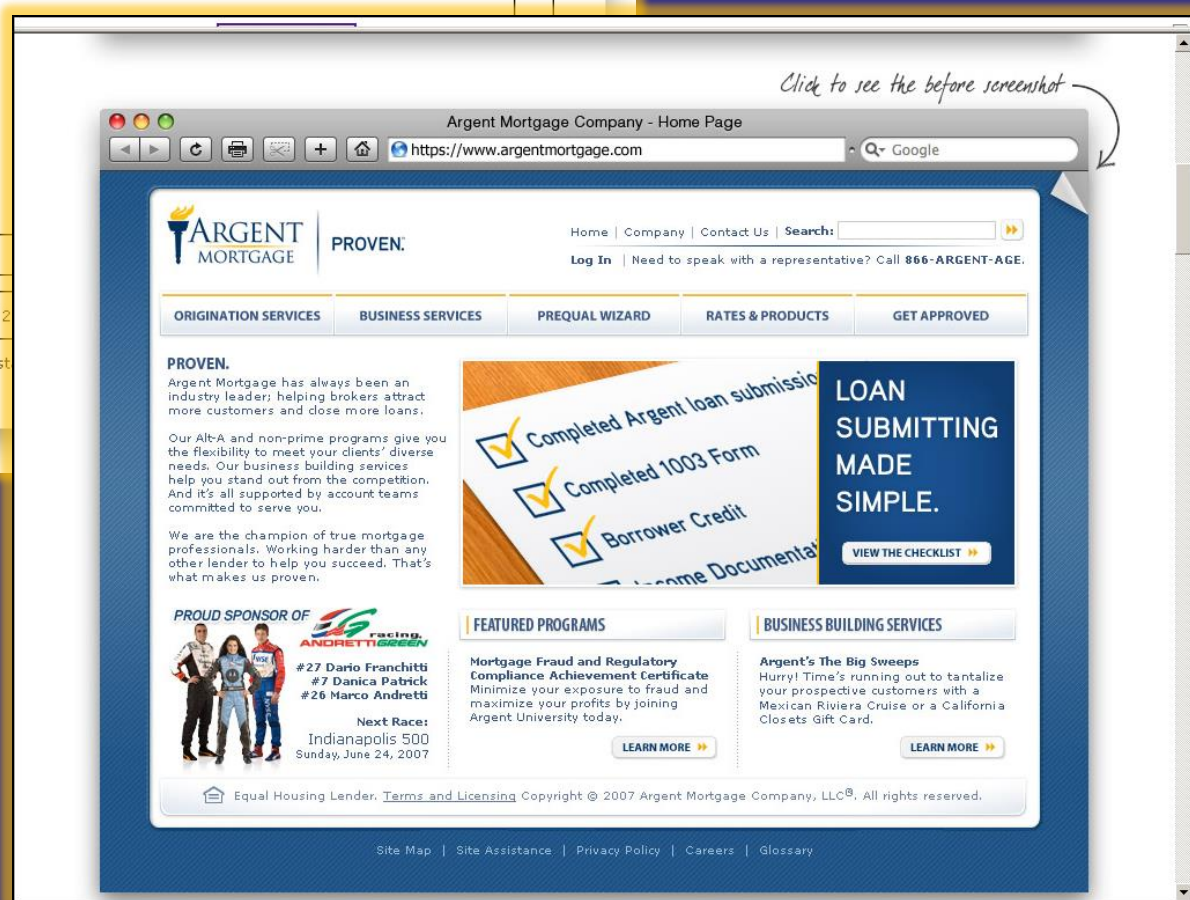 Click to see the before screenshot
Argent Mortgage Company - Home Page
https://www.argentmortgage.com
Google
ARGENT
MORTGAGE
PROVEN.
Home | Company | Contact Us | Search:
Log In | Need to speak with a representative? Call 866-ARGENT-AGE.
ORIGINATION SERVICES
BUSINESS SERVICES
PREQUAL WIZARD
RATES & PRODUCTS
GET APPROVED
PROVEN.
Argent Mortgage has always been an
industry leader; helping brokers attract
more customers and close more loans.
Our Alt-A and non-prime programs give you
the flexibility to meet your clients' diverse
needs. Our business building services
help you stand out from the competition.
And it's all supported by account teams
committed to serve you.
We are the champion of true mortgage
professionals. Working harder than any
other lender to help you succeed. That's
what makes us proven.
Completed Argent loan submissio
Completed 1003 Form
Borrower Credit
Income Documentat
LOAN
SUBMITTING
MADE
SIMPLE.
VIEW THE CHECKLIST
PROUD SPONSOR OF
racing.
ANDRETTIGREEN
#27 Dario Franchitti
#7 Danica Patrick
#26 Marco Andretti
Next Race:
Indianapolis 500
Sunday, June 24, 2007
FEATURED PROGRAMS
Mortgage Fraud and Regulatory
Compliance Achievement Certificate
Minimize your exposure to fraud and
maximize your profits by joining
Argent University today.
LEARN MORE
BUSINESS BUILDING SERVICES
Argent's The Big Sweeps
Hurry! Time's running out to tantalize
your prospective customers with a
Mexican Riviera Cruise or a California
Closets Gift Card.
LEARN MORE
Equal Housing Lender. Terms and Licensing Copyright © 2007 Argent Mortgage Company, LLC®. All rights reserved.
Site Map | Site Assistance | Privacy Policy | Careers | Glossary